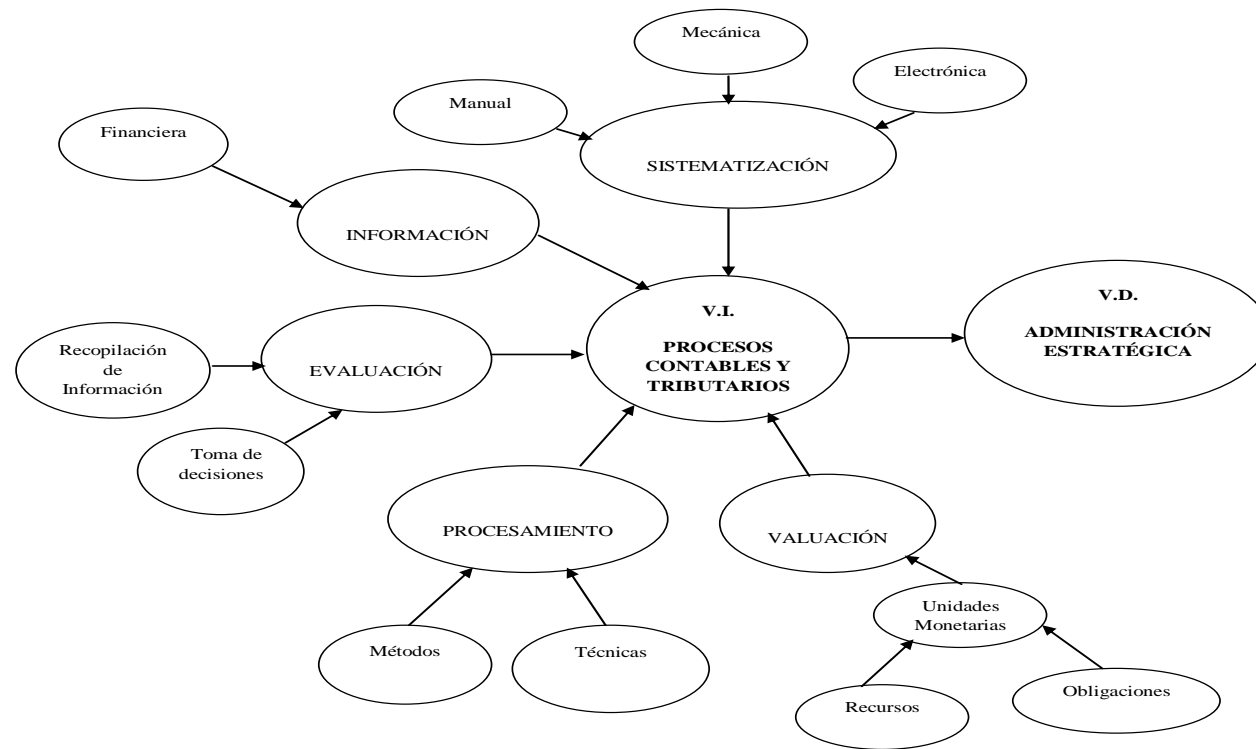 Mecánica
Electrónica
Manual
Financiera
SISTEMATIZACIÓN
INFORMACIÓN
V.I.
PROCESOS
CONTABLES Y
TRIBUTARIOS
V.D.
ADMINISTRACIÓN
ESTRATÉGICA
Recopilación
de
Información
EVALUACIÓN
Toma de
decisiones
PROCESAMIENTO
VALUACIÓN
Unidades
Monetarias
Métodos
Técnicas
Recursos
Obligaciones